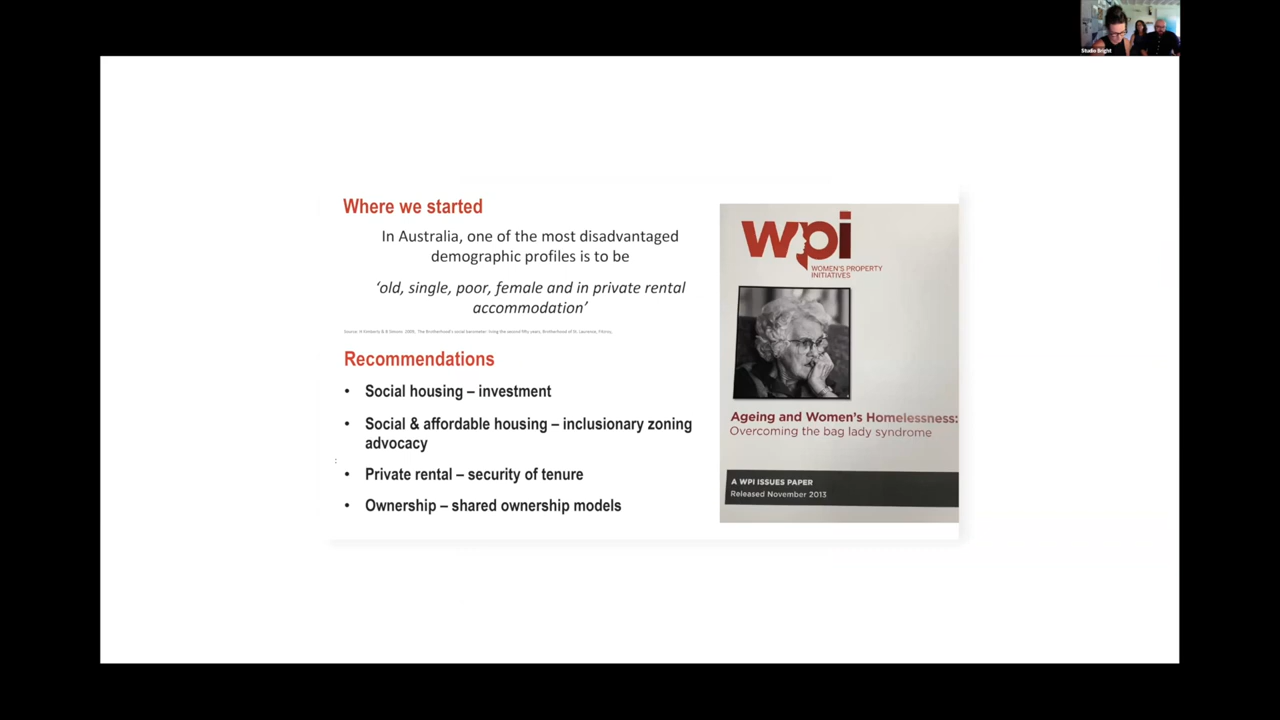 Studio Bright
Where we started
In Australia, one of the most disadvantaged
demographic profiles is to be
‘old, single, poor, female and in private rental
accommodation’
Recommendations
• Social housing – investment
• Social & affordable housing – inclusionary zoning
advocacy
• Private rental – security of tenure
• Ownership – shared ownership models
wpi
WOMEN'S PROPERTY
INITIATIVES
Ageing and Women's Homelessness:
Overcoming the bag lady syndrome
A WPI ISSUES PAPER
Released November 2013